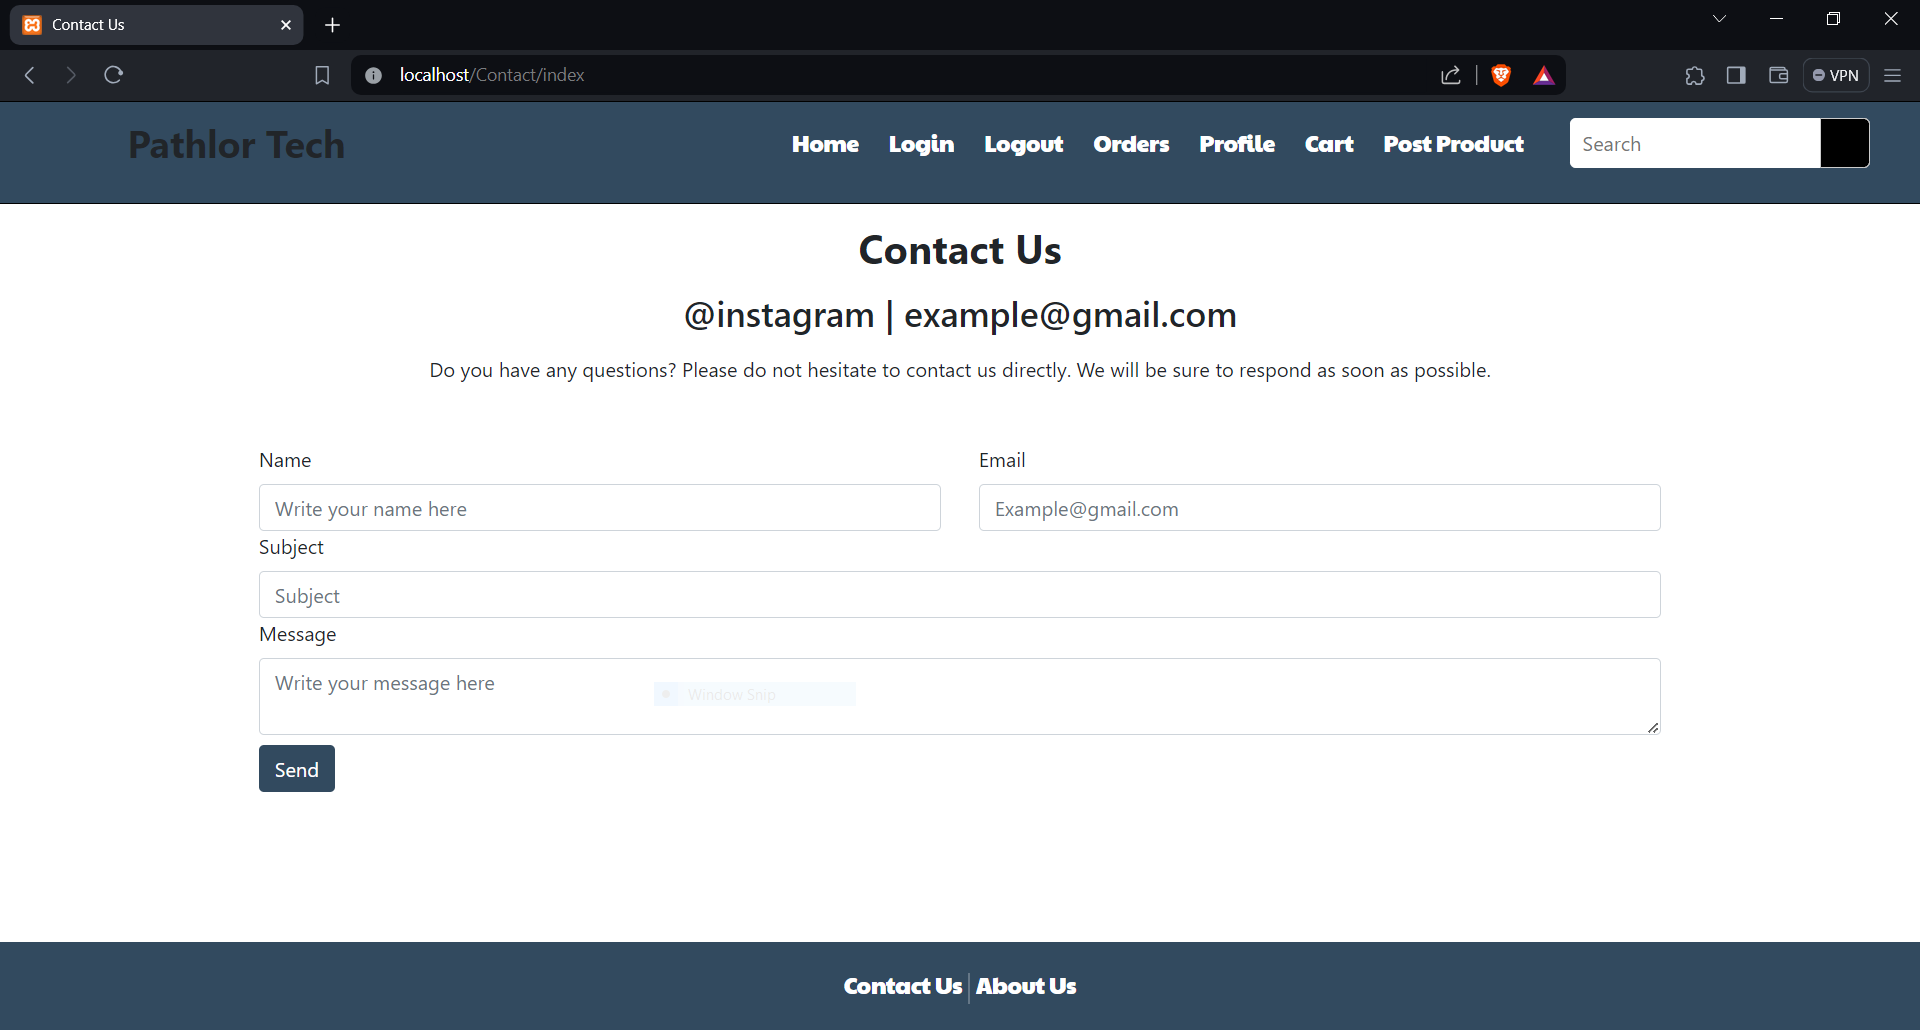 Contact Us
localhost/Contact/index
VPN
Pathlor Tech
Home Login Logout Orders Profile Cart Post Product Search
Contact Us
@instagram | example@gmail.com
Do you have any questions? Please do not hesitate to contact us directly. We will be sure to respond as soon as possible.
Name Email
Write your name here Example@gmail.com
Subject
Subject
Message
Write your message here
Window Snip
Send
Contact Us | About Us